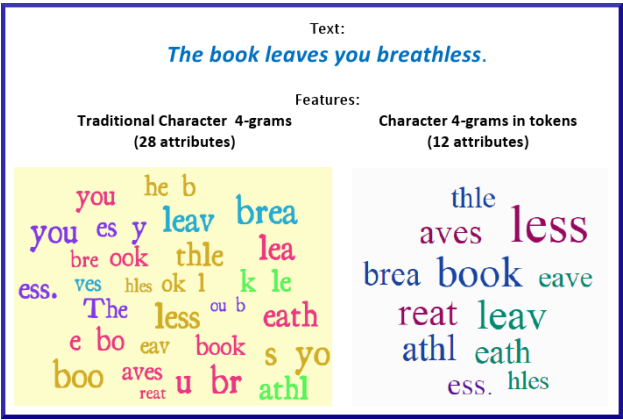 Text:
The book leaves you breathless.
Features:
Traditional Character 4-grams
(28 attributes)
Character 4-grams in tokens
(12 attributes)
you he b
you es y leav brea
bre ook thle lea
ess. ves hles ok l k le
The less ou b eath
e bo eav book s yo
boo aves reat u br athl
thle
aves less
brea book eave
reat leav
athl eath
ess. hles